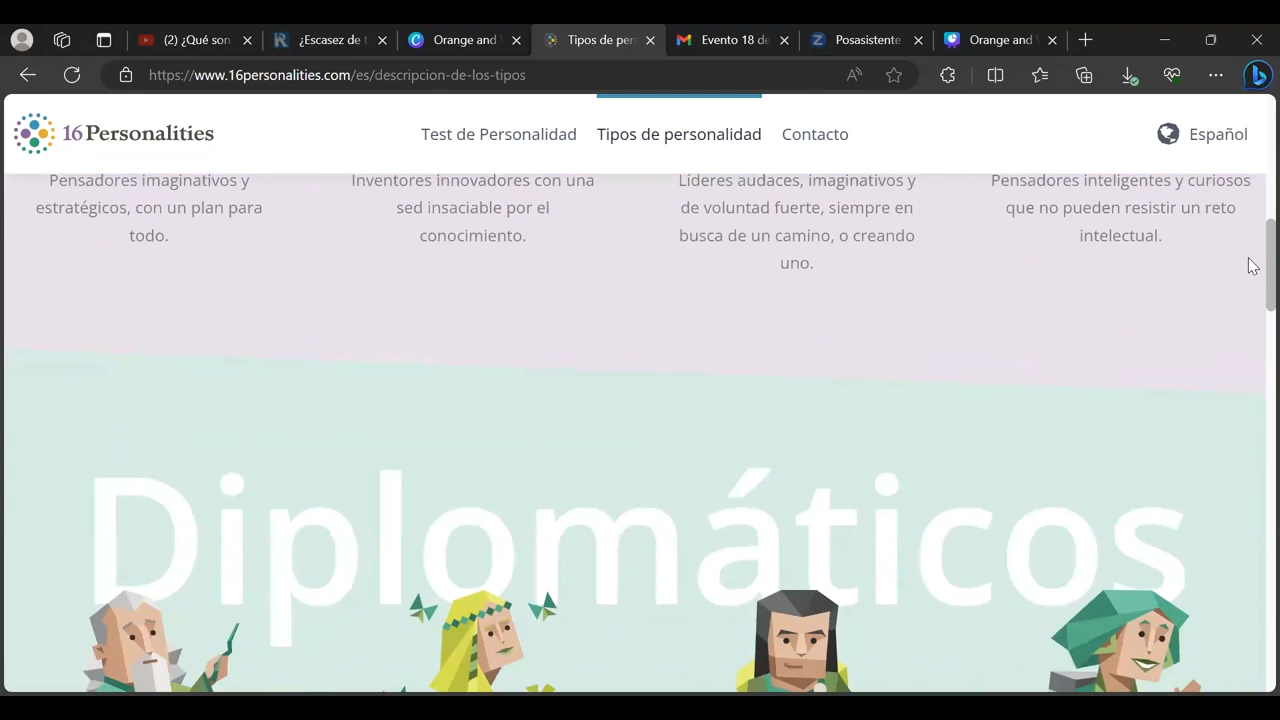 (2) ¿Qué son
¿Escasez de t
Orange and W
Tipos de pers
Evento 18 de
Posasistente
Orange and W
https://www.16personalities.com/es/descripcion-de-los-tipos
16Personalities
Test de Personalidad
Tipos de personalidad
Contacto
Español
Pensadores imaginativos y
estratégicos, con un plan para
todo.
Inventores innovadores con una
sed insaciable por el
conocimiento.
Líderes audaces, imaginativos y
de voluntad fuerte, siempre en
busca de un camino, o creando
uno.
Pensadores inteligentes y curiosos
que no pueden resistir un reto
intelectual.
Diplomáticos